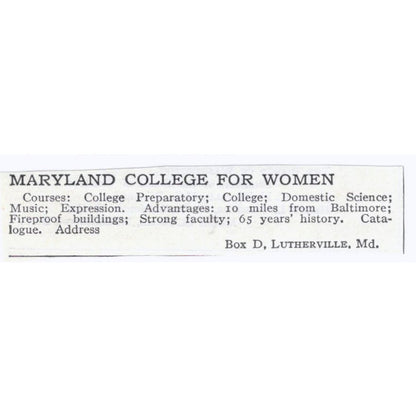 MARYLAND COLLEGE FOR WOMEN
Courses: College Preparatory; College; Domestic Science;
Music; Expression. Advantages: 10 miles from Baltimore;
Fireproof buildings; Strong faculty; 65 years' history. Cata-
logue. Address
Box D, LUTHERVILLE, Md.